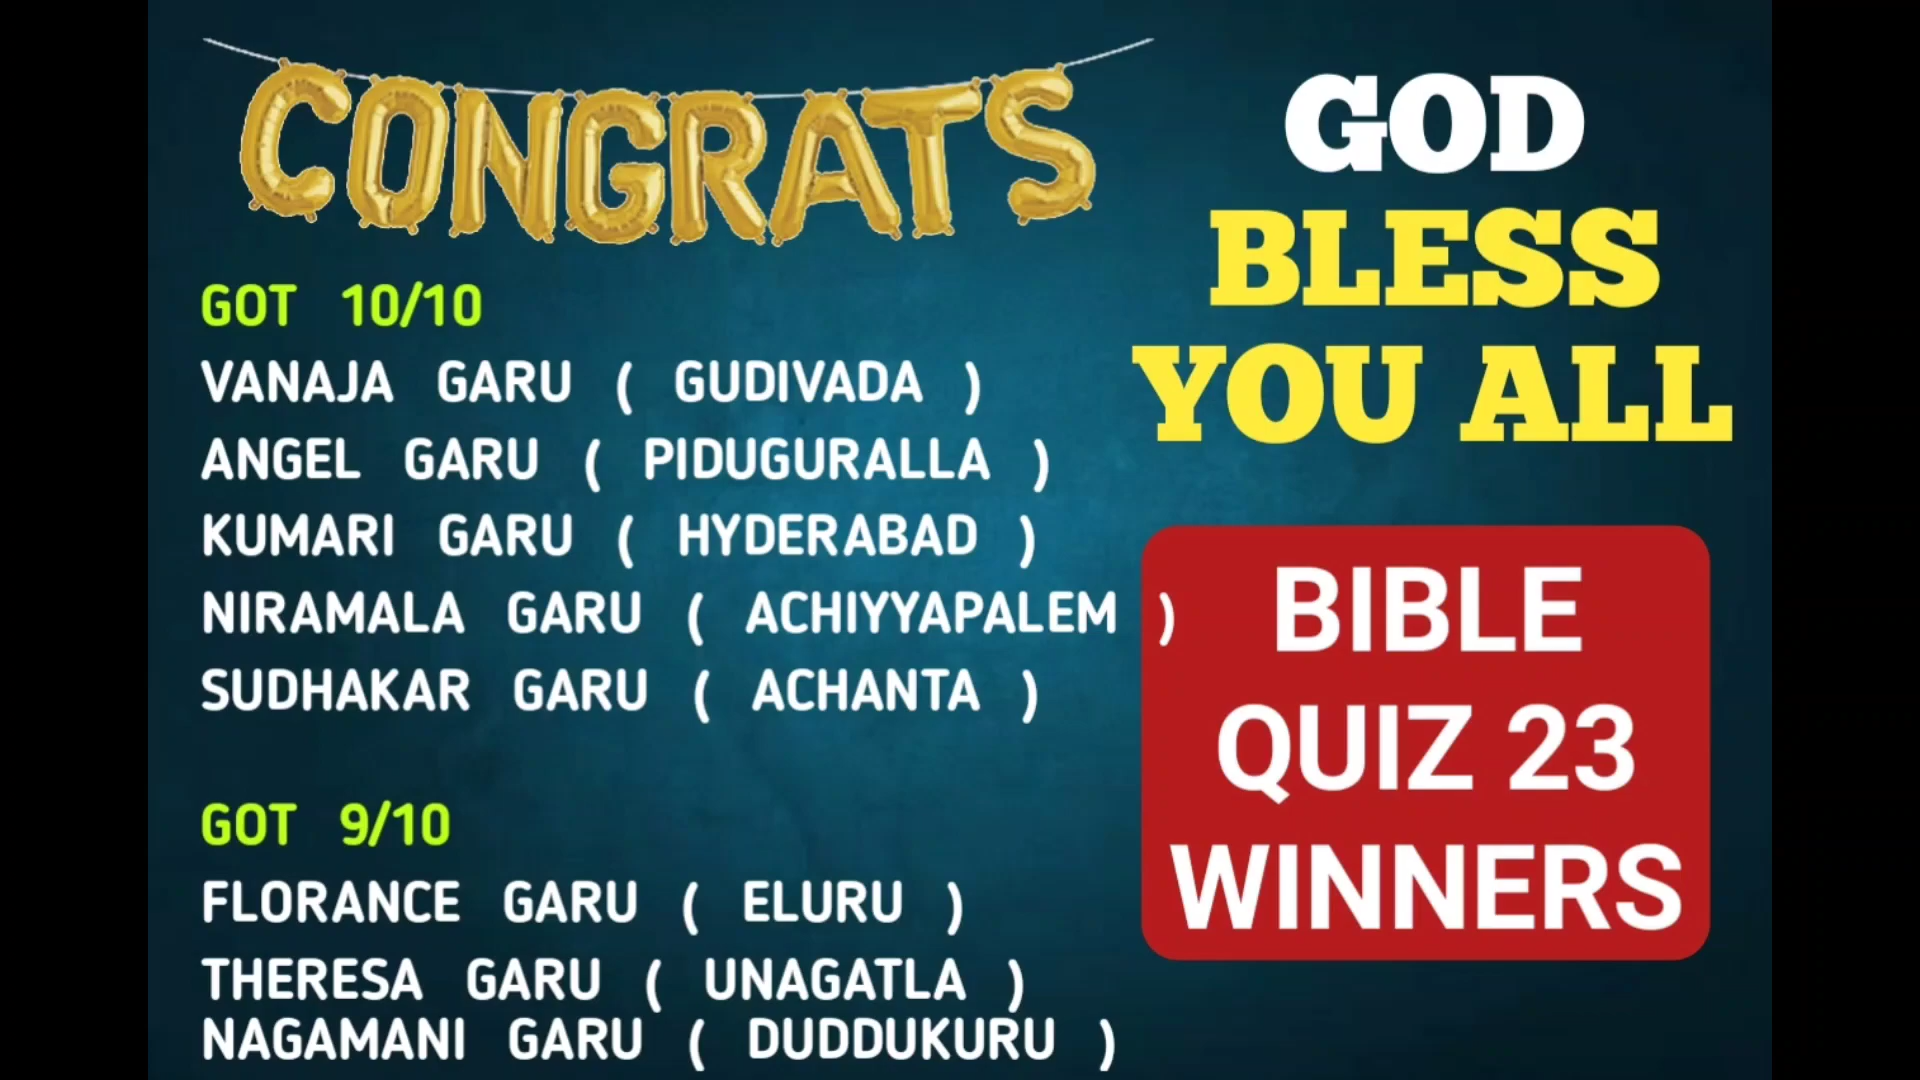 CONGRATS
GOT 10/10
VANAJA GARU ( GUDIVADA )
ANGEL GARU ( PIDUGURALLA )
KUMARI GARU ( HYDERABAD )
NIRAMALA GARU ( ACHIYYAPALEM )
SUDHAKAR GARU ( ACHANTA )
GOT 9/10
FLORANCE GARU ( ELURU )
THERESA GARU ( UNAGATLA )
NAGAMANI GARU ( DUDDUKURU )
GOD
BLESS
YOU ALL
BIBLE
QUIZ 23
WINNERS